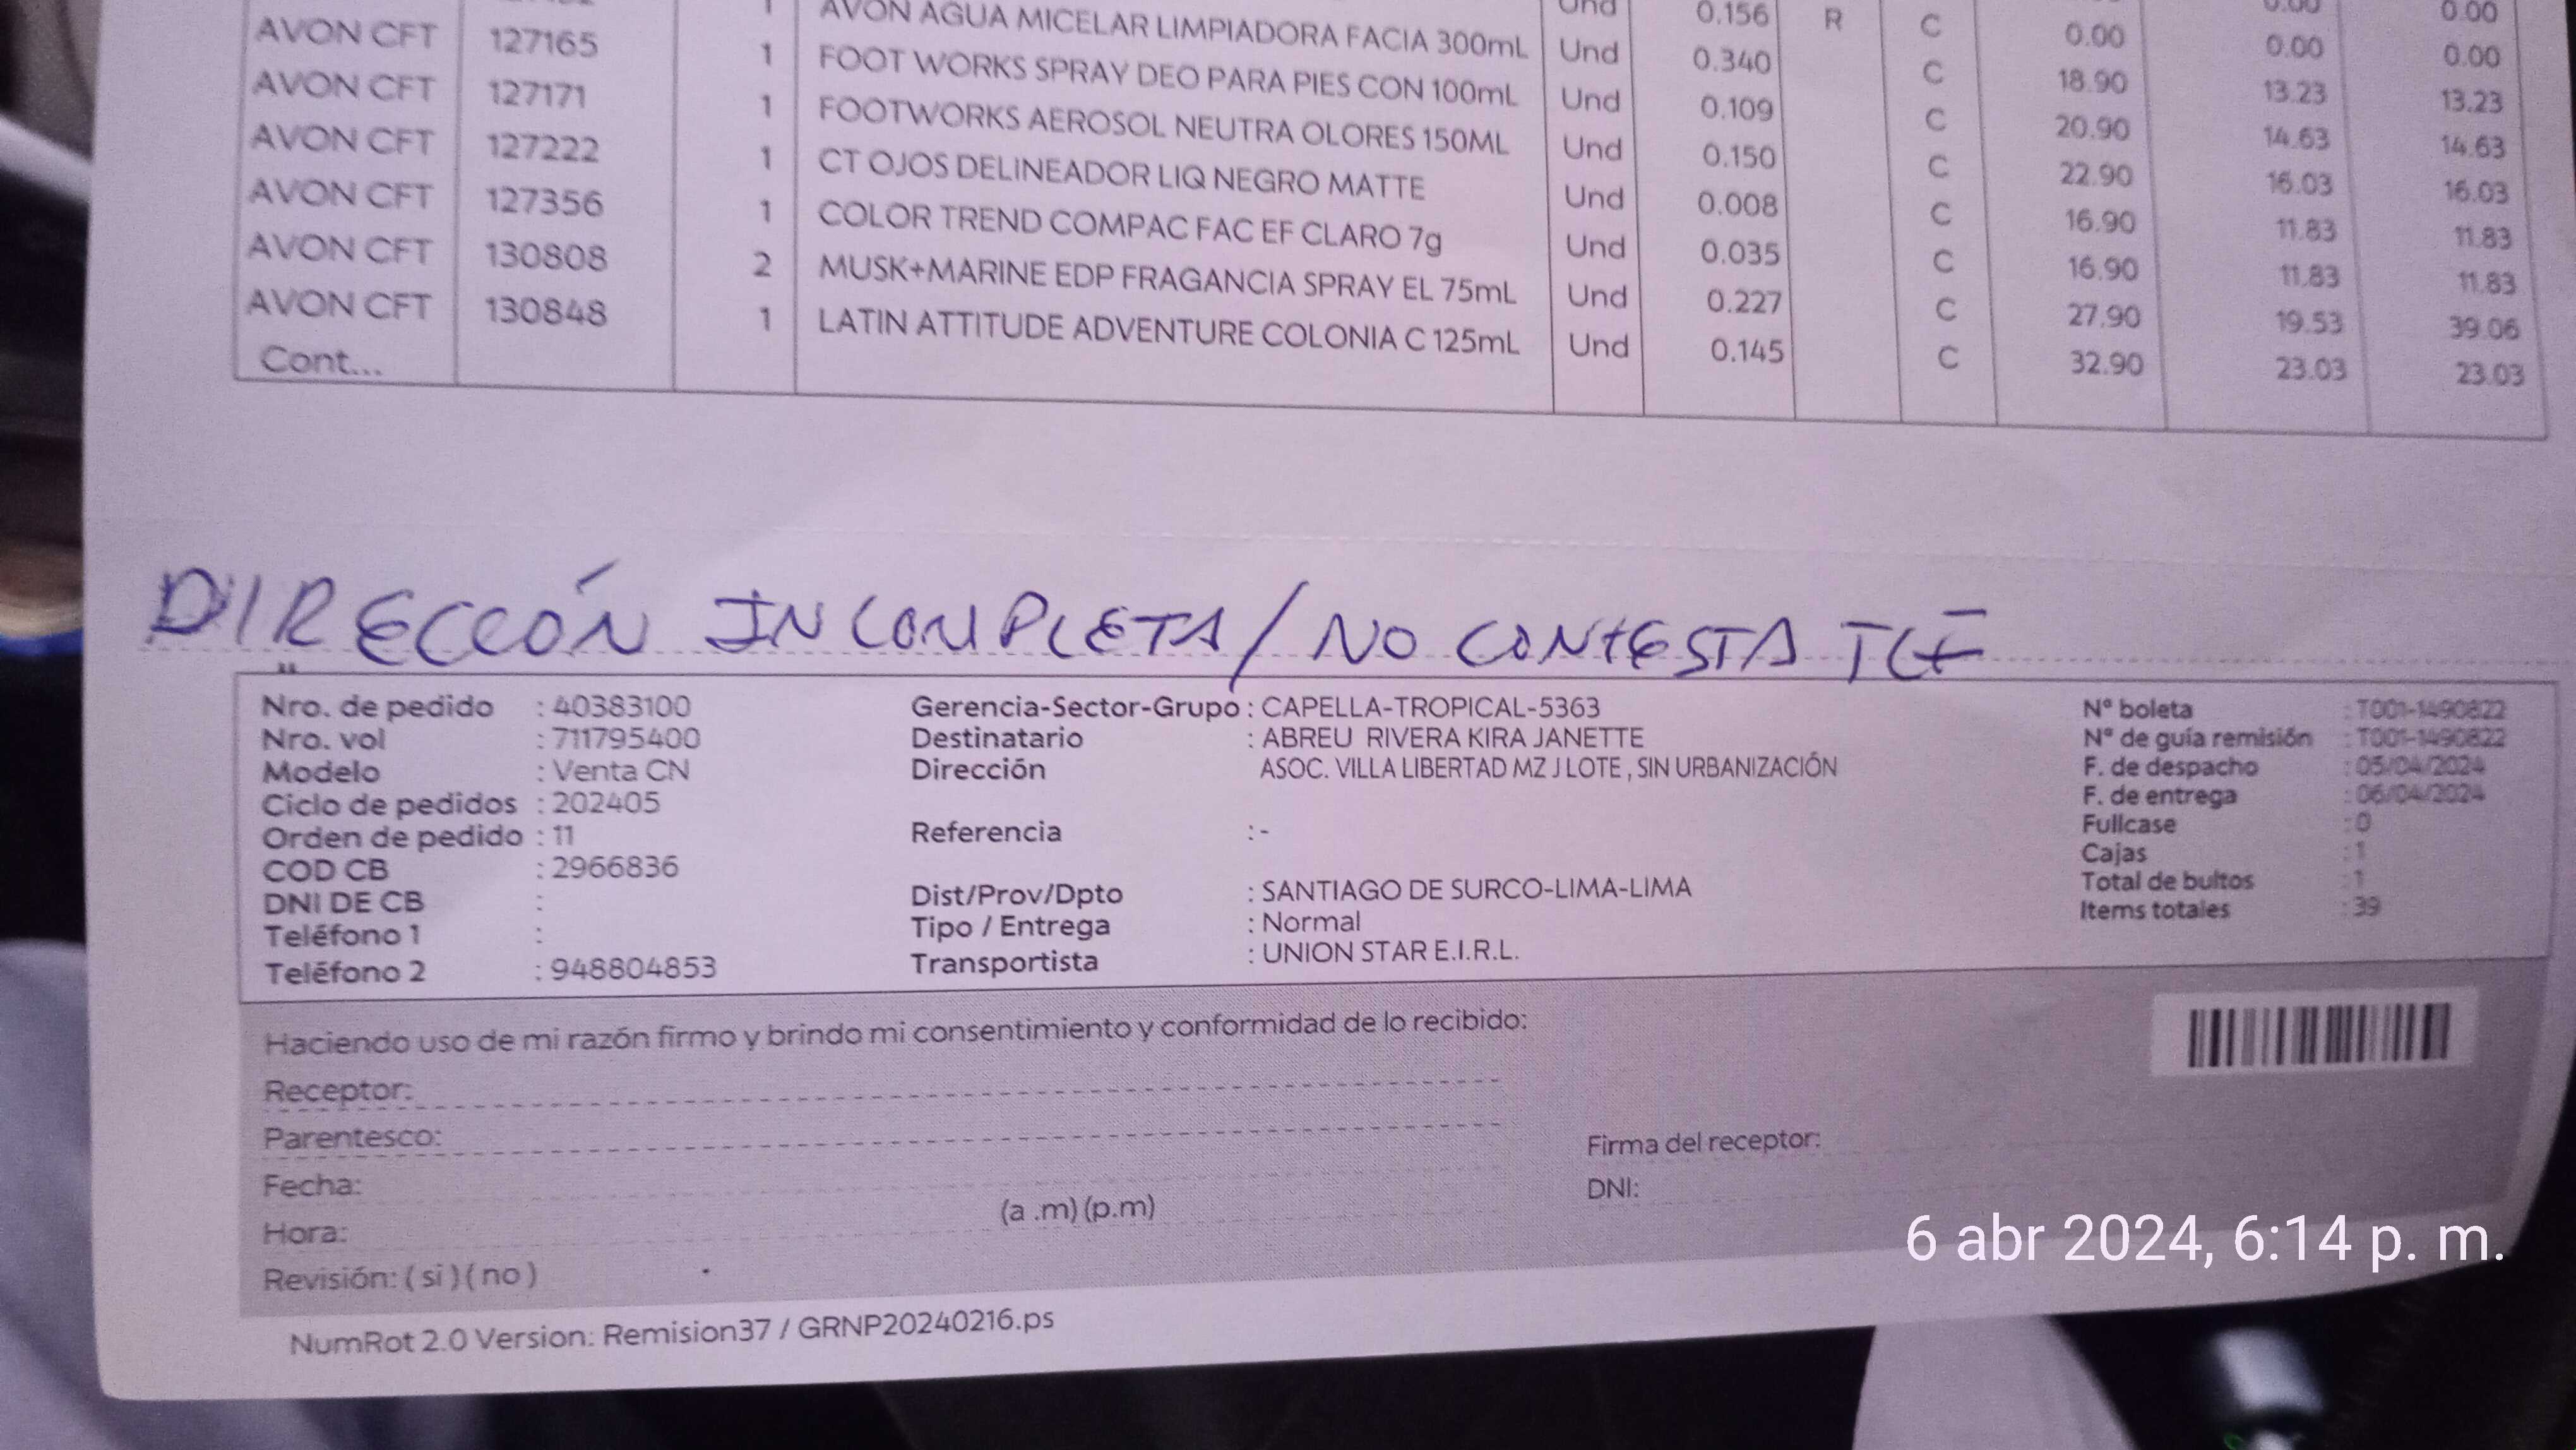 1 AVON AGUA MICELAR LIMPIADORA FACIA 300mL Und 0.156 R C 0.00 0.00 0.00
AVON CFT 127165 1 FOOT WORKS SPRAY DEO PARA PIES CON 100mL Und 0.340 C 18.90 13.23 13.23
AVON CFT 127171 1 FOOTWORKS AEROSOL NEUTRA OLORES 150ML Und 0.109 C 20.90 14.63 14.63
AVON CFT 127222 1 CT OJOS DELINEADOR LIQ NEGRO MATTE Und 0.150 C 22.90 16.03 16.03
AVON CFT 127356 1 COLOR TREND COMPAC FAC EF CLARO 7g Und 0.008 C 16.90 11.83 11.83
AVON CFT 130808 2 MUSK+MARINE EDP FRAGANCIA SPRAY EL 75mL Und 0.035 C 16.90 11.83 11.83
AVON CFT 130848 1 LATIN ATTITUDE ADVENTURE COLONIA C 125mL Und 0.227 C 27.90 19.53 39.06
Cont... 0.145 C 32.90 23.03 23.03
DIRECCÓN INCOMPLETA / NO CONTESTA TLF
Nro. de pedido : 40383100 Gerencia-Sector-Grupo : CAPELLA-TROPICAL-5363 N° boleta : T001-1490822
Nro. vol : 711795400 Destinatario : ABREU RIVERA KIRA JANETTE N° de guía remisión : T001-1490822
Modelo : Venta CN Dirección ASOC. VILLA LIBERTAD MZ J LOTE , SIN URBANIZACIÓN F. de despacho : 05/04/2024
Ciclo de pedidos : 202405 F. de entrega : 06/04/2024
Orden de pedido : 11 Referencia : - Fullcase : 0
COD CB : 2966836 Cajas : 1
DNI DE CB : Dist/Prov/Dpto : SANTIAGO DE SURCO-LIMA-LIMA Total de bultos : 1
Teléfono 1 : Tipo / Entrega : Normal Items totales : 39
Teléfono 2 : 948804853 Transportista : UNION STAR E.I.R.L.
Haciendo uso de mi razón firmo y brindo mi consentimiento y conformidad de lo recibido:
Receptor:
Parentesco: Firma del receptor:
Fecha: DNI:
Hora: (a .m) (p.m)
6 abr 2024, 6:14 p. m.
Revisión: ( si ) ( no )
NumRot 2.0 Version: Remision37 / GRNP20240216.ps